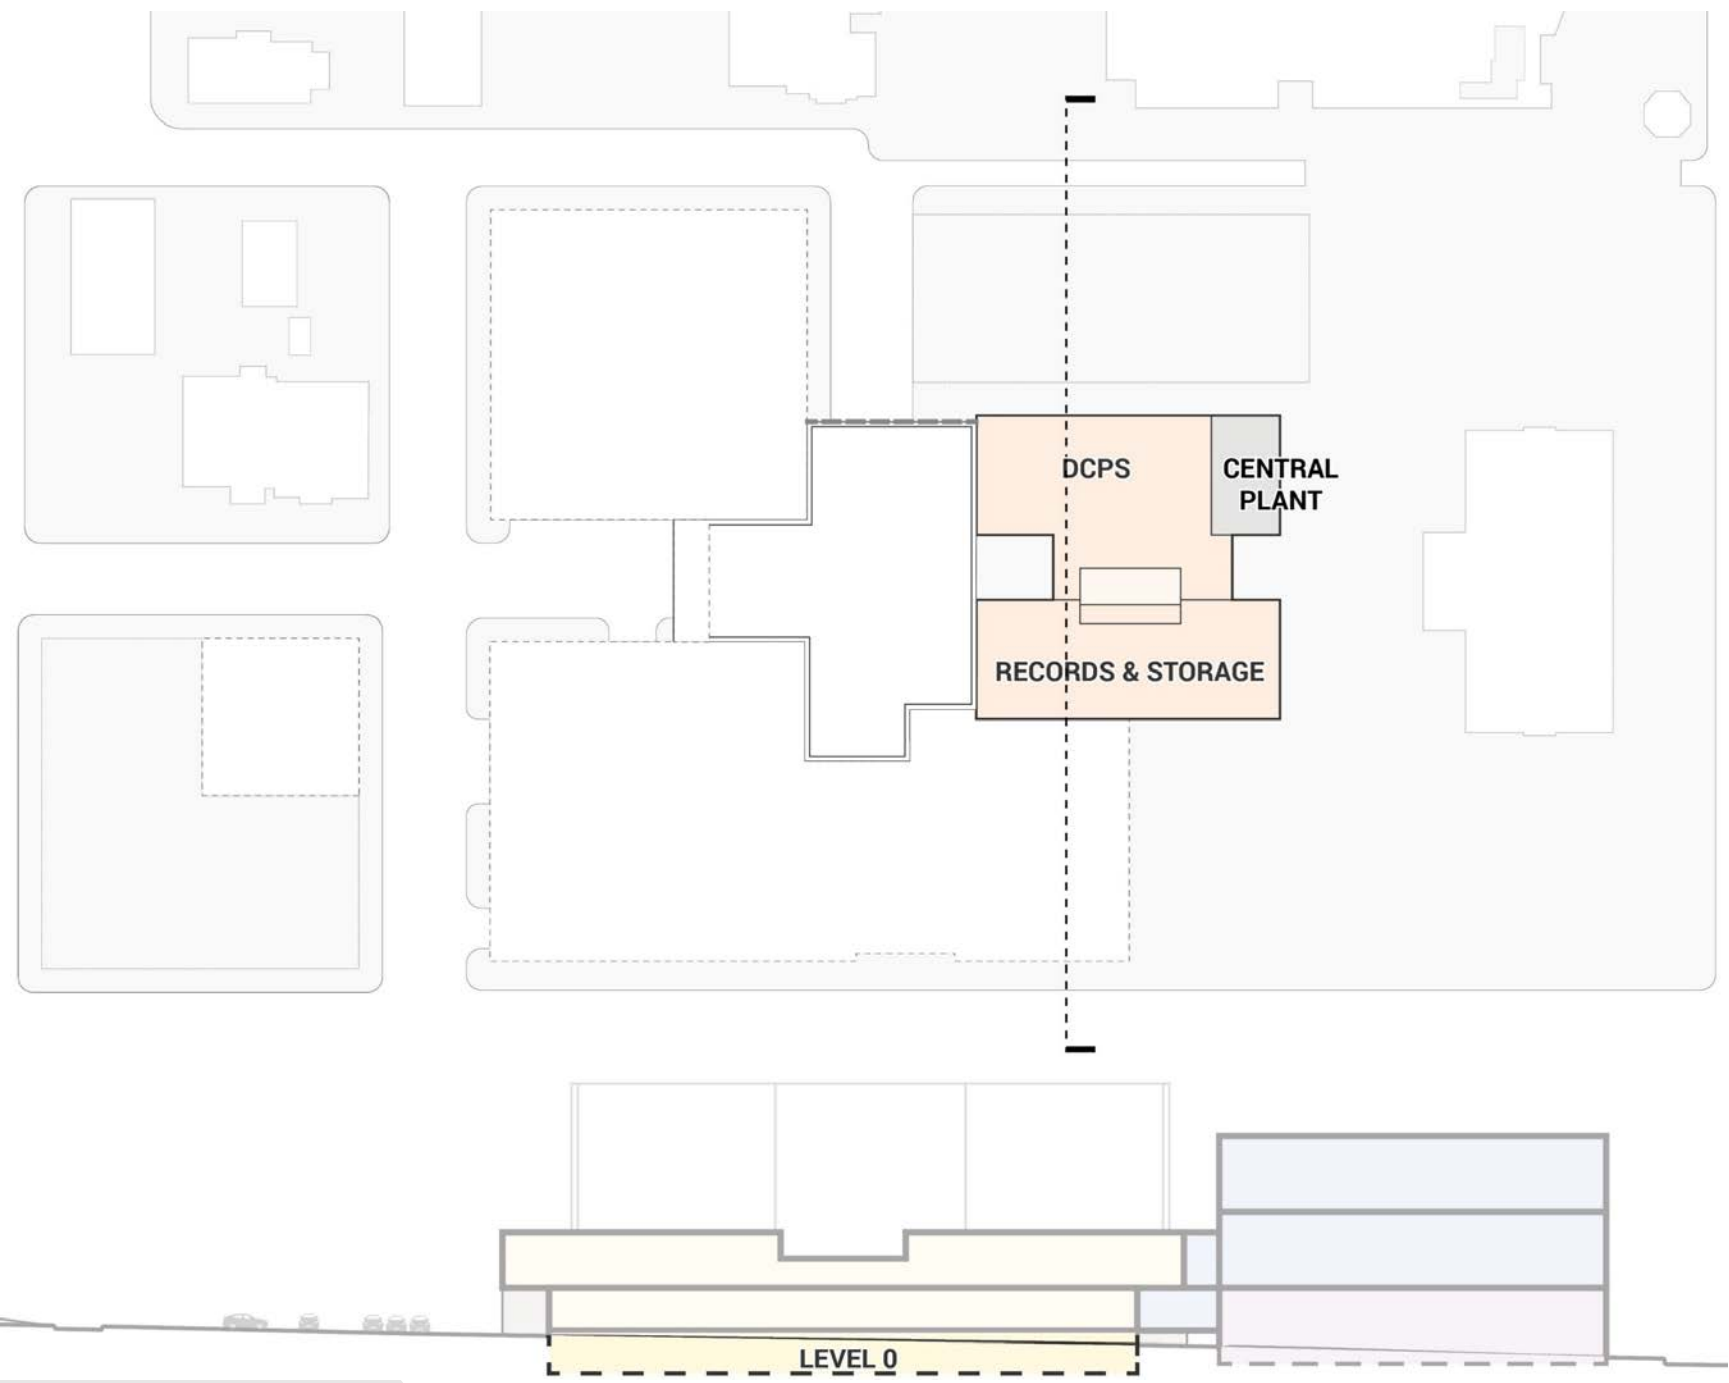 DCPS
CENTRAL
PLANT
RECORDS & STORAGE
LEVEL 0